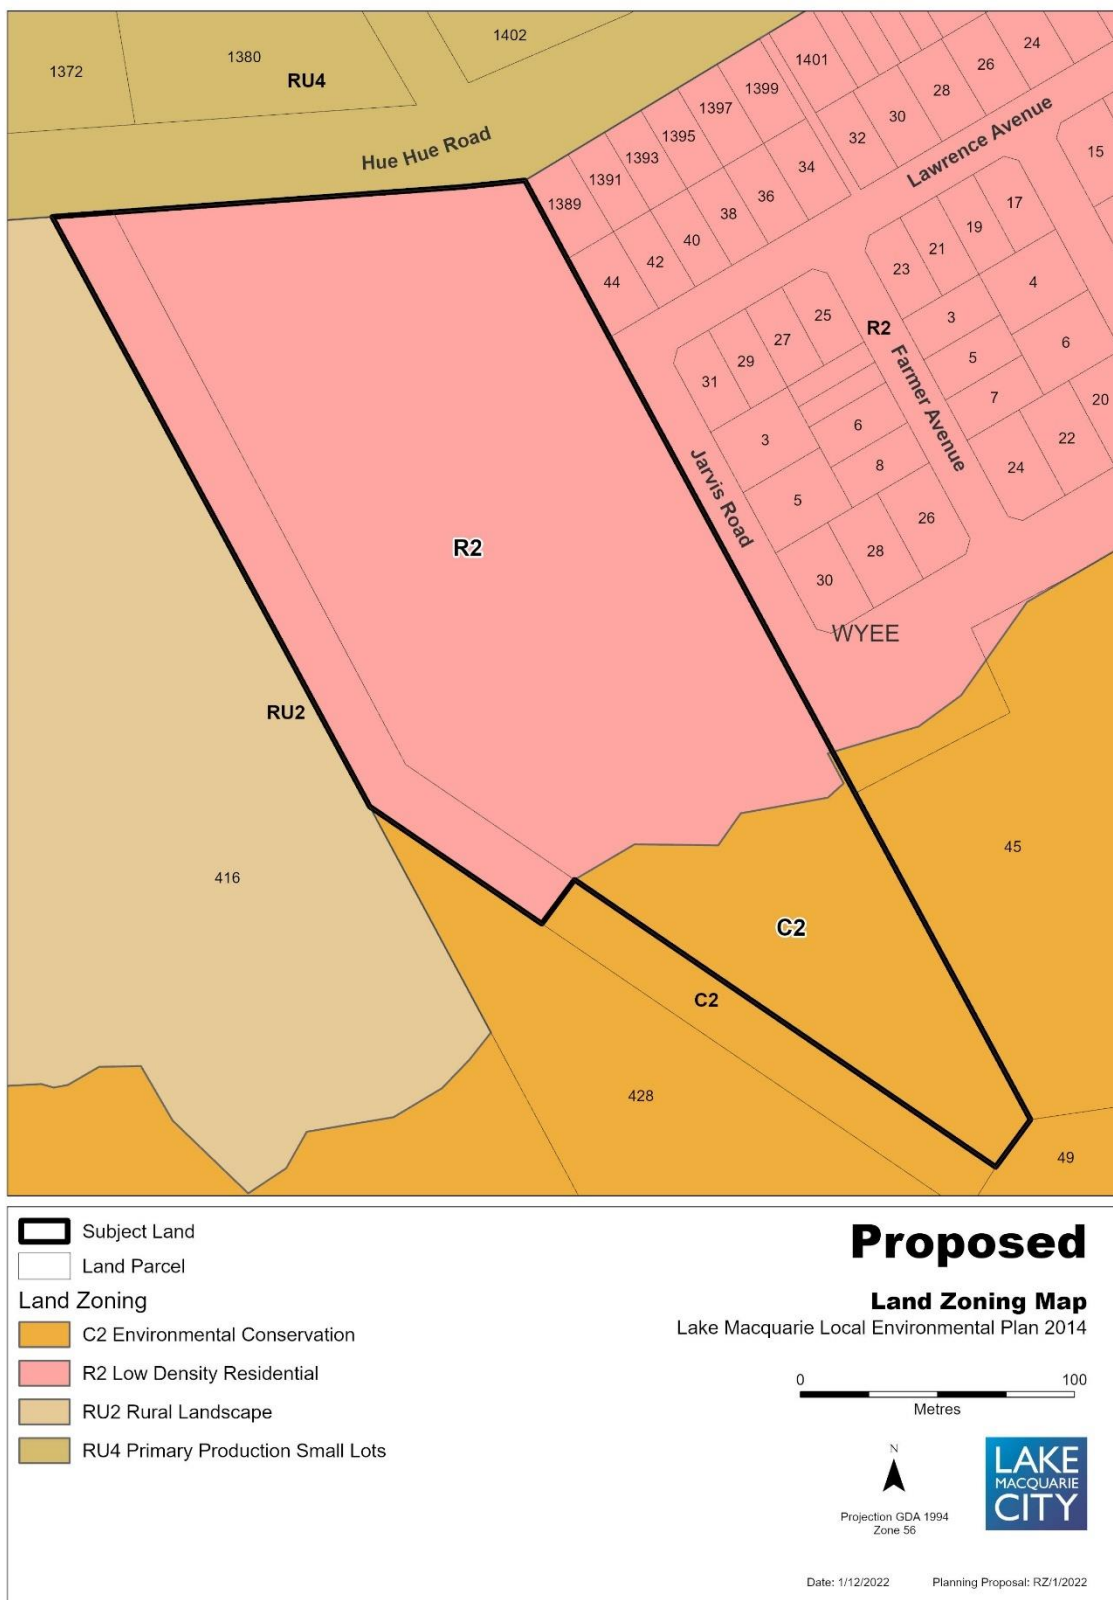 1402
1372
1380
RU4
Hue Hue Road
24
1401
26
1399
28
1397
30
Lawrence Avenue
32
1395
15
1393
34
1391
36
17
1389
38
19
40
21
42
23
44
4
25
3
R2
27
6
29
5
Farmer Avenue
31
7
20
6
3
22
8
24
Jarvis Road
5
26
R2
28
30
WYEE
RU2
45
416
C2
C2
428
49
Subject Land
Land Parcel
Land Zoning
C2 Environmental Conservation
R2 Low Density Residential
RU2 Rural Landscape
RU4 Primary Production Small Lots
Proposed
Land Zoning Map
Lake Macquarie Local Environmental Plan 2014
0 100
Metres
N
Projection GDA 1994
Zone 56
LAKE
MACQUARIE
CITY
Date: 1/12/2022 Planning Proposal: RZ/1/2022